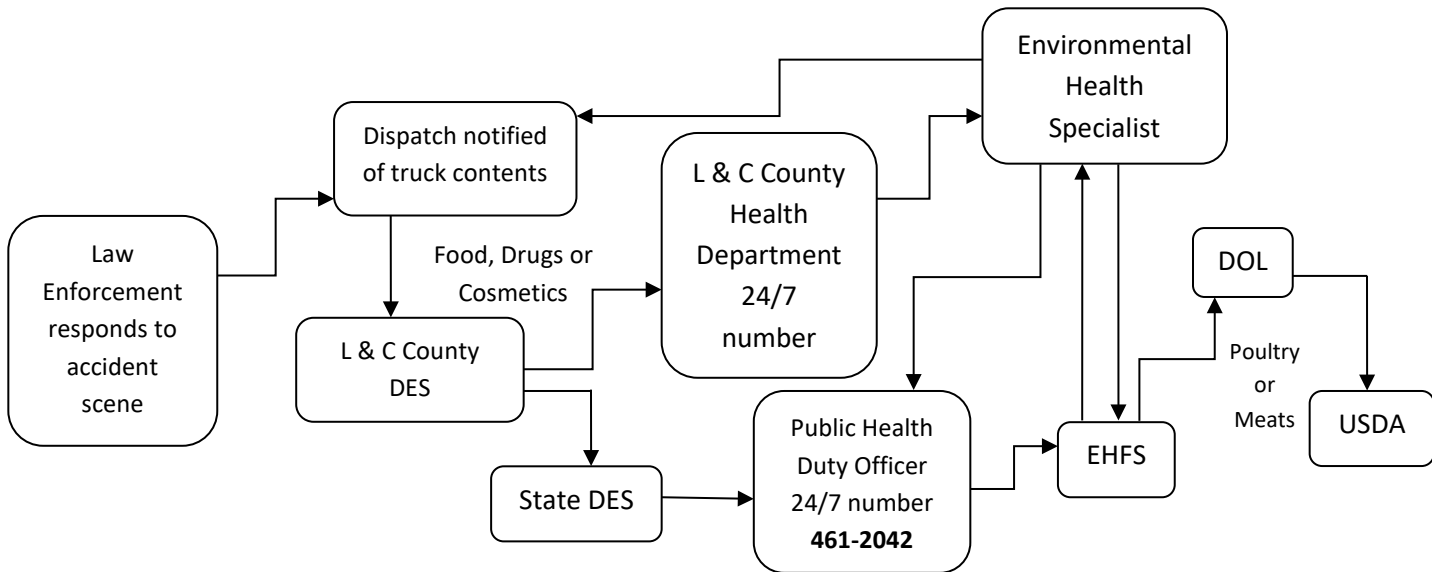 Law
Enforcement
responds to
accident
scene
Dispatch notified
of truck contents
L & C County
DES
Food, Drugs or
Cosmetics
L & C County
Health
Department
24/7
number
State DES
Environmental
Health
Specialist
Public Health
Duty Officer
24/7 number
461-2042
EHFS
DOL
Poultry
or
Meats
USDA